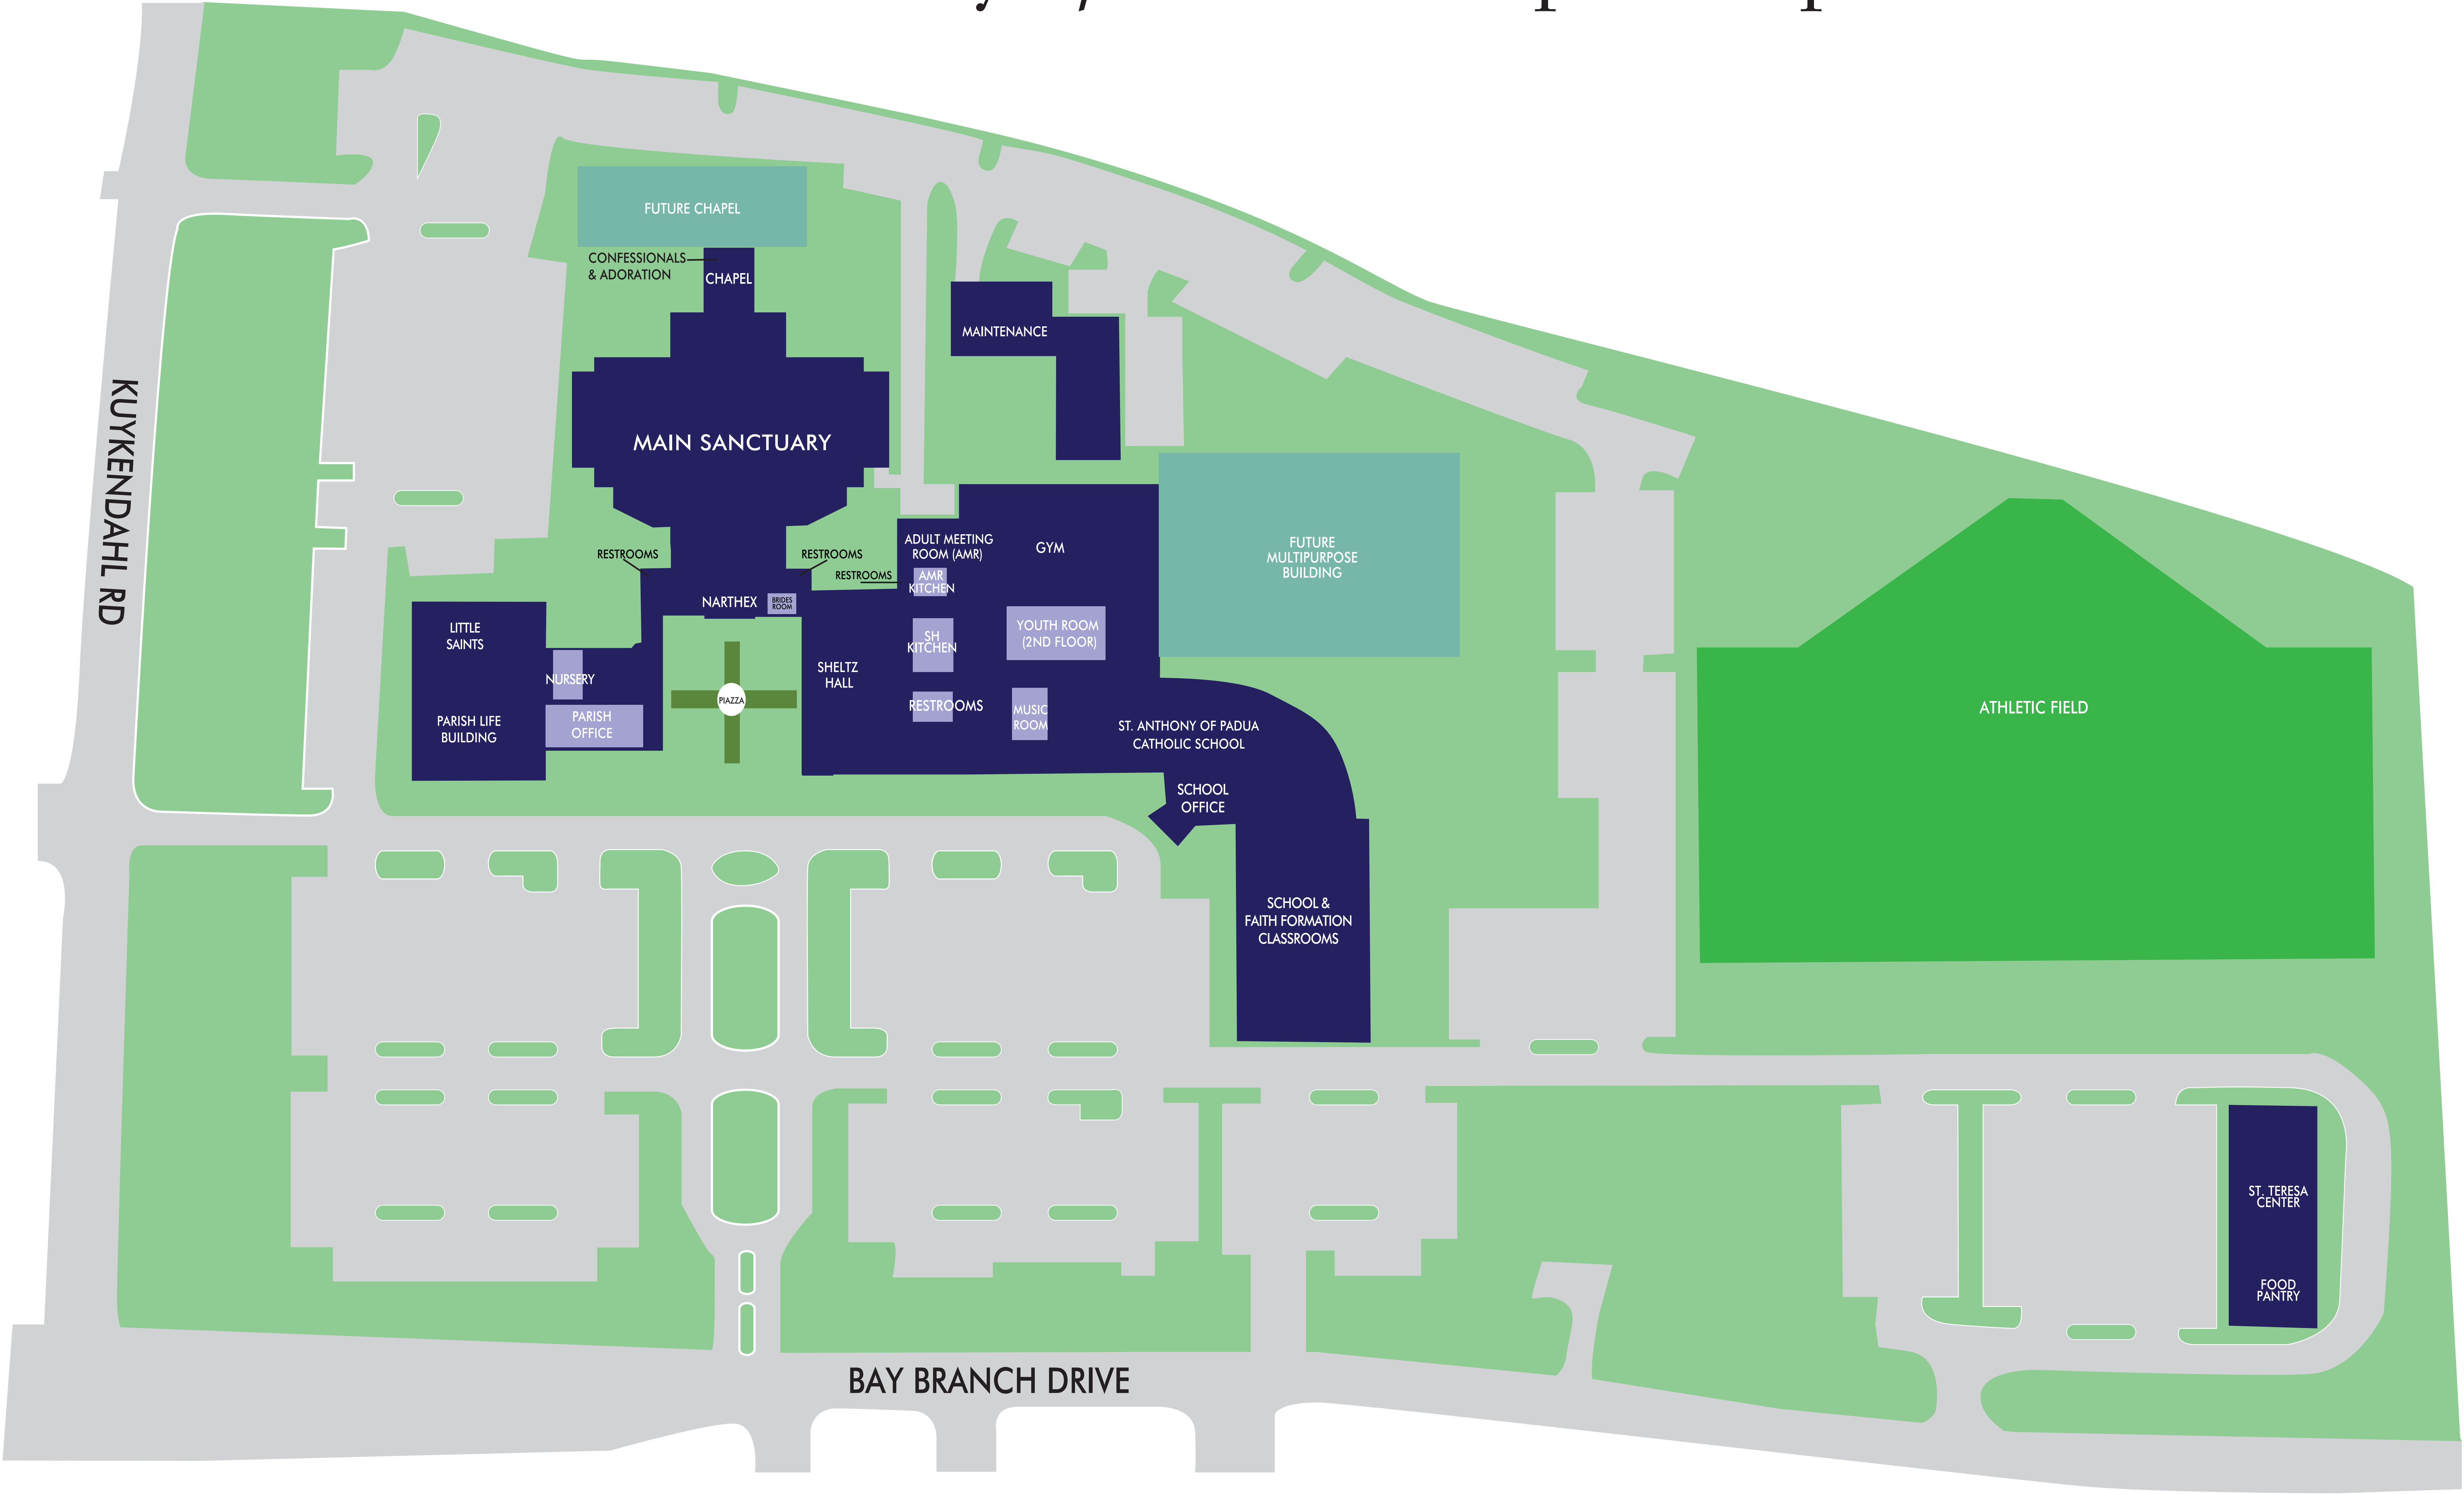 FUTURE CHAPEL
CONFESSIONALS
& ADORATION
CHAPEL
MAINTENANCE
MAIN SANCTUARY
KUYKENDAHL RD
RESTROOMS
RESTROOMS
RESTROOMS
ADULT MEETING
ROOM (AMR)
AMR
KITCHEN
GYM
FUTURE
MULTIPURPOSE
BUILDING
NARTHEX
BRIDES
ROOM
LITTLE
SAINTS
NURSERY
PARISH LIFE
BUILDING
PARISH
OFFICE
PIAZZA
SHELTZ
HALL
SH
KITCHEN
YOUTH ROOM
(2ND FLOOR)
RESTROOMS
MUSIC
ROOM
ST. ANTHONY OF PADUA
CATHOLIC SCHOOL
SCHOOL
OFFICE
ATHLETIC FIELD
SCHOOL &
FAITH FORMATION
CLASSROOMS
ST. TERESA
CENTER
FOOD
PANTRY
BAY BRANCH DRIVE